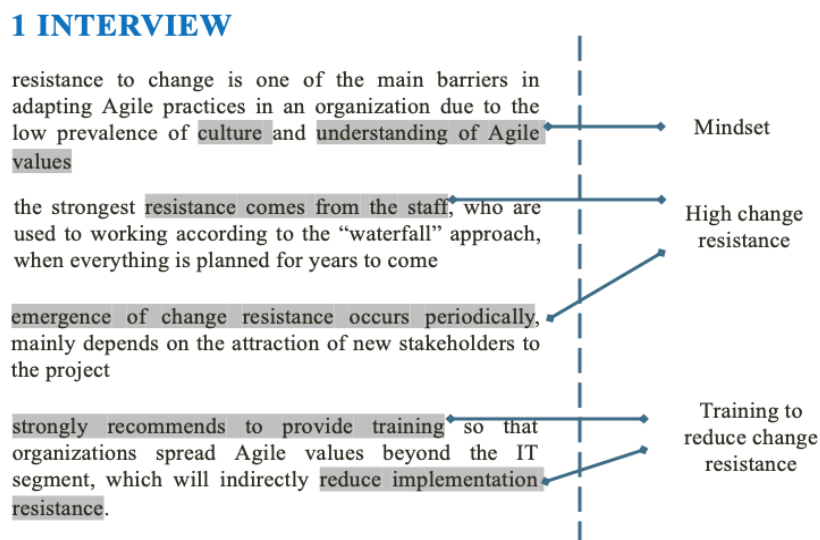 1 INTERVIEW
resistance to change is one of the main barriers in
adapting Agile practices in an organization due to the
low prevalence of culture and understanding of Agile
values
Mindset
the strongest resistance comes from the staff, who are
used to working according to the “waterfall” approach,
when everything is planned for years to come
High change
resistance
emergence of change resistance occurs periodically,
mainly depends on the attraction of new stakeholders to
the project
strongly recommends to provide training so that
organizations spread Agile values beyond the IT
segment, which will indirectly reduce implementation
resistance.
Training to
reduce change
resistance